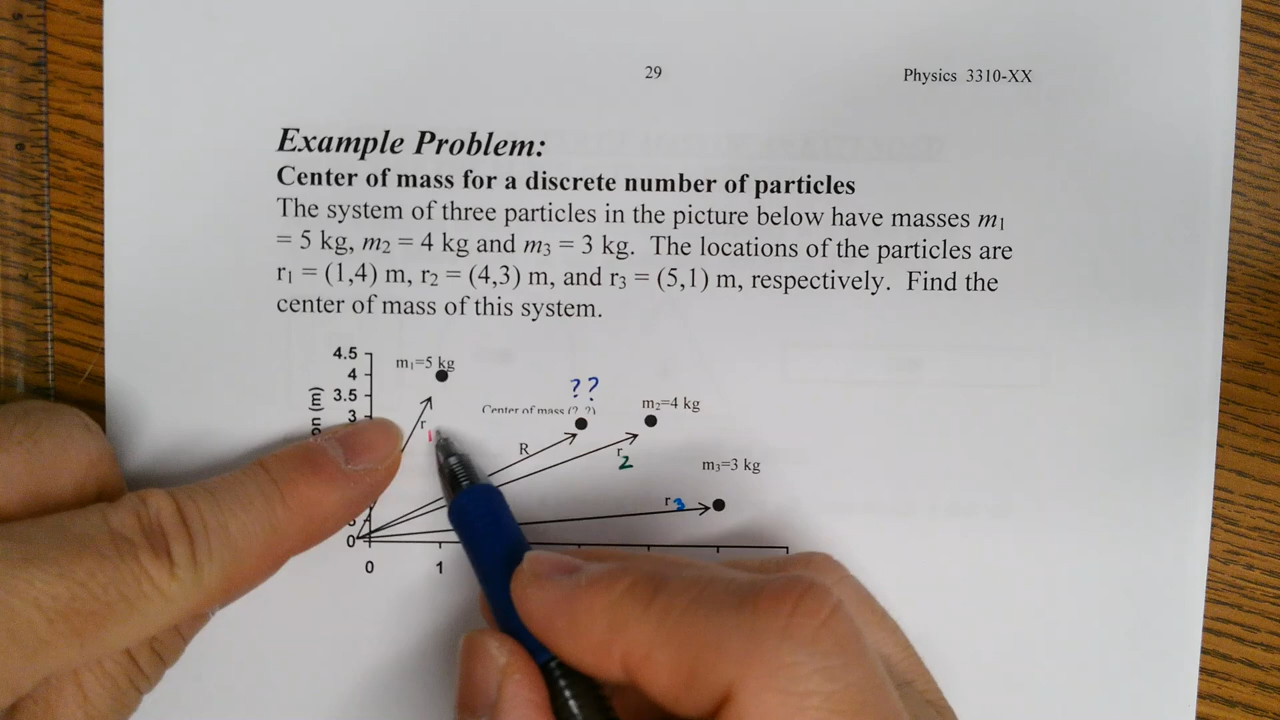 29
Physics 3310-XX
Example Problem:
Center of mass for a discrete number of particles
The system of three particles in the picture below have masses m1
= 5 kg, m2 = 4 kg and m3 = 3 kg. The locations of the particles are
r1 = (1,4) m, r2 = (4,3) m, and r3 = (5,1) m, respectively. Find the
center of mass of this system.
4.5
m1=5 kg
4
??
3.5
Center of mass (?,?)
m2=4 kg
3
on (m)
r1
R
r2
m3=3 kg
r3
0
0
1